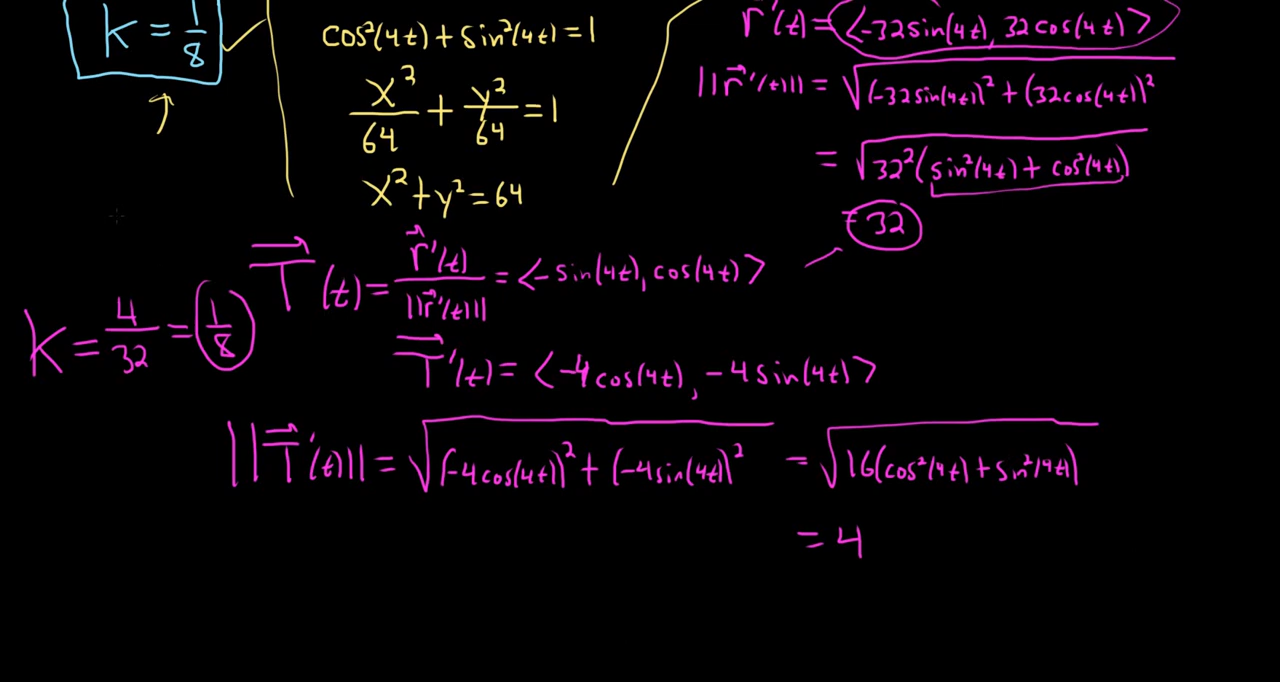 K = 1/8
cos²(4t) + sin²(4t) = 1
x²/64 + y²/64 = 1
x² + y² = 64
r⃗'(t) = <-32sin(4t), 32cos(4t)>
||r⃗'(t)|| = √((-32sin(4t))² + (32cos(4t))²
= √(32²(sin²(4t) + cos²(4t))
= 32
T⃗(t) = r⃗'(t)/||r⃗'(t)|| = <-sin(4t), cos(4t)>
K = 4/32 = 1/8
T⃗'(t) = <-4cos(4t), -4sin(4t)>
||T⃗'(t)|| = √((-4cos(4t))² + (-4sin(4t))² = √(16(cos²(4t) + sin²(4t))
= 4